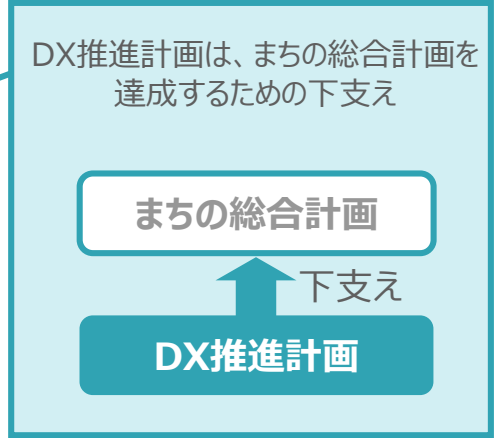 DX推進計画は、まちの総合計画を
達成するための下支え
まちの総合計画
下支え
DX推進計画